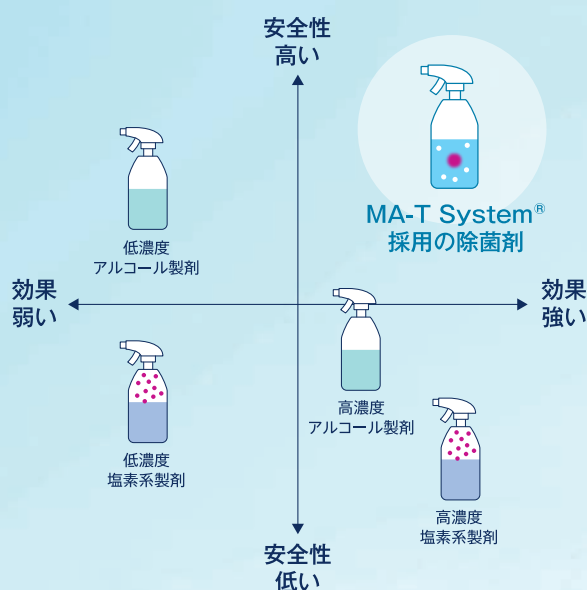 安全性
高い
MA-T System®
採用の除菌剤
低濃度
アルコール製剤
効果
弱い
効果
強い
高濃度
アルコール製剤
低濃度
塩素系製剤
高濃度
塩素系製剤
安全性
低い